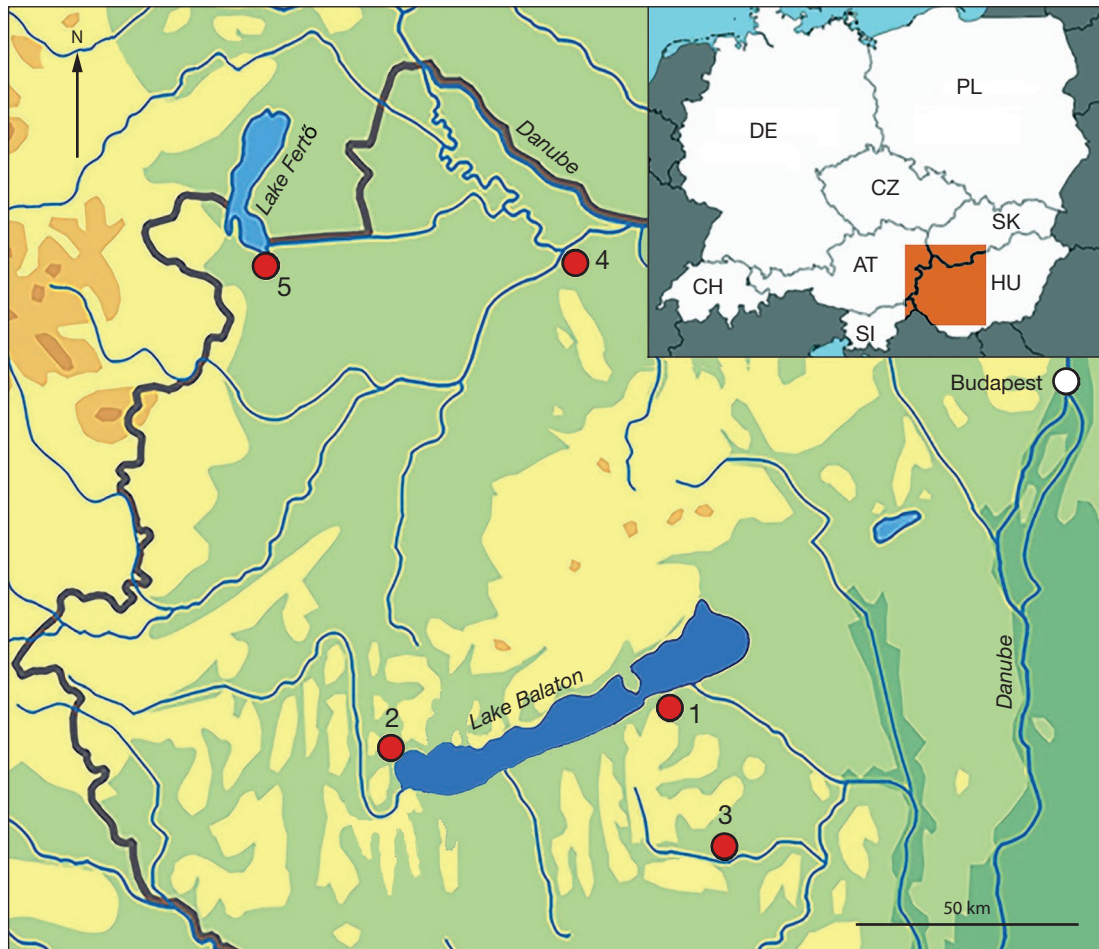 N
Lake Fertő
Danube
4
5
DE
PL
CZ
SK
AT
HU
CH
SI
Budapest
Lake Balaton
Danube
1
2
3
50 km